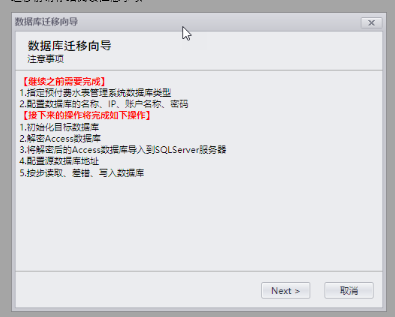 数据库迁移向导
数据库迁移向导
注意事项
【继续之前需要完成】
1.指定预付费水表管理系统数据库类型
2.配置数据库的名称、IP、账户名称、密码
【接下来的操作将完成如下操作】
1.初始化目标数据库
2.解密Access数据库
3.将解密后的Access数据库导入到SQLServer服务器
4.配置源数据库地址
5.按步读取、差错、写入数据库
Next >
取消